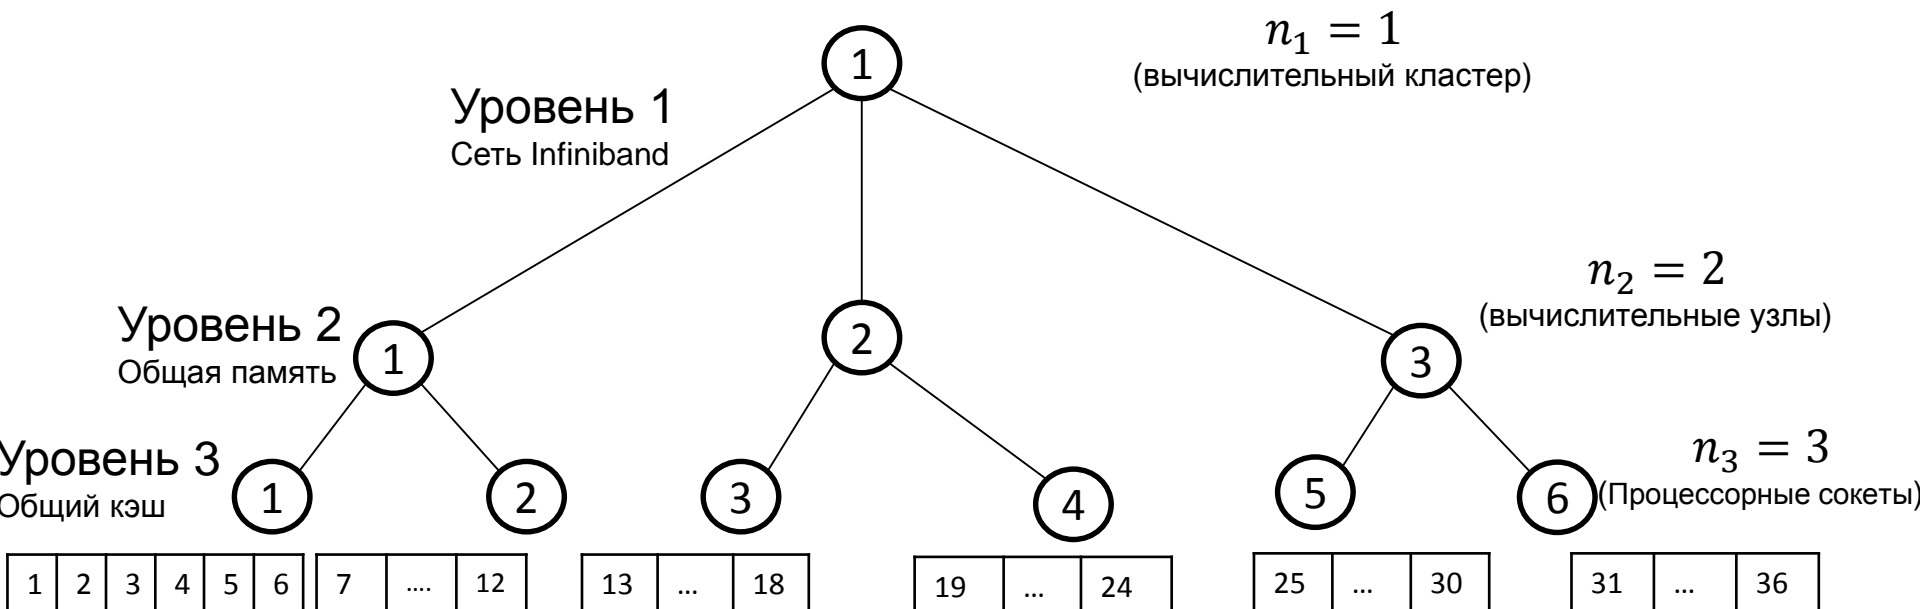 n₁ = 1
(вычислительный кластер)
1
Уровень 1
Сеть Infiniband
n₂ = 2
(вычислительные узлы)
Уровень 2
Общая память
1
2
3
Уровень 3
Общий кэш
n₃ = 3
(Процессорные сокеты)
1 2 3 4 5 6
1 2 3 4 5 6 7 .... 12 13 ... 18 19 ... 24 25 ... 30 31 ... 36